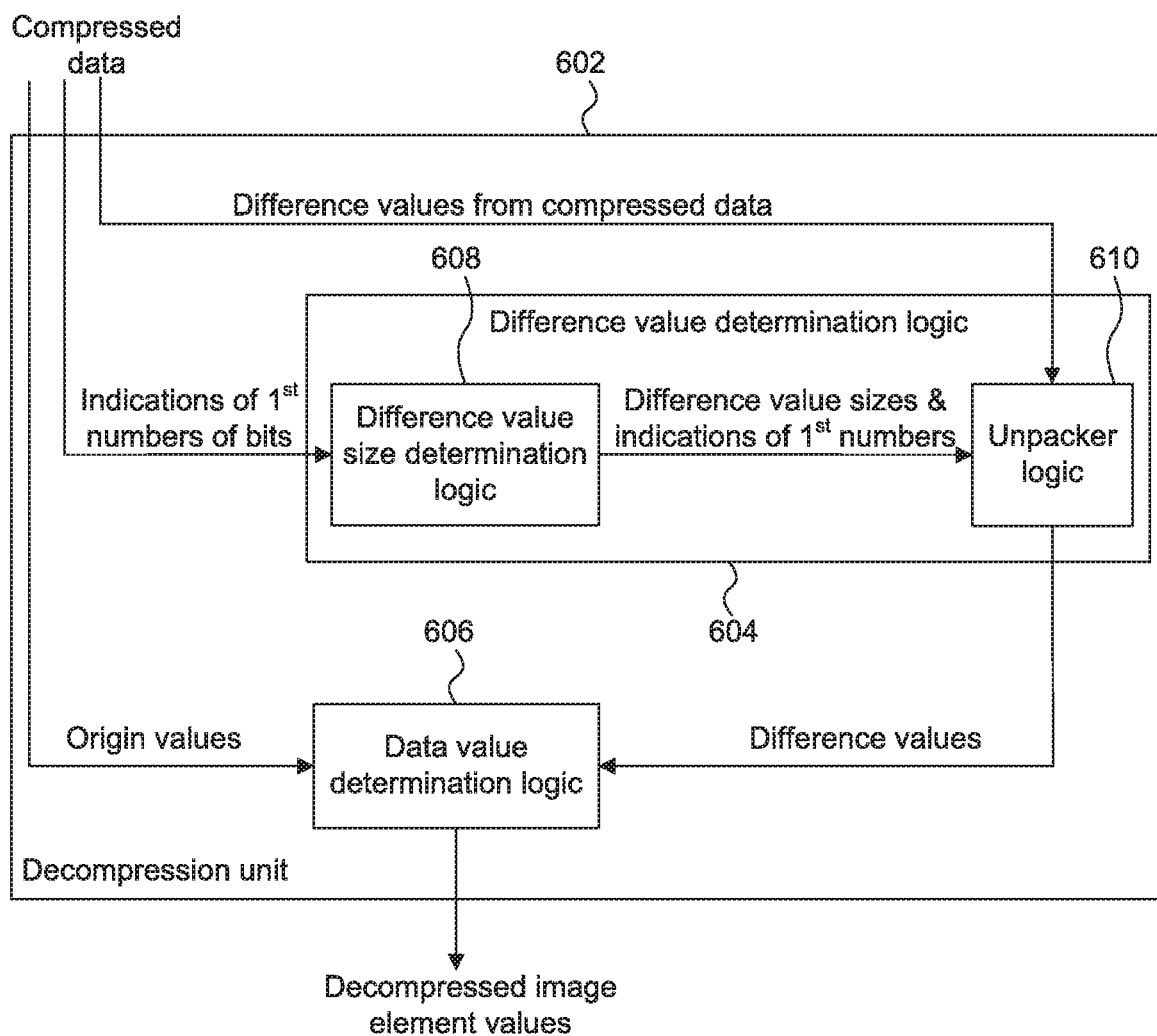 Compressed
data
602
Difference values from compressed data
608
610
Difference value determination logic
Indications of 1st
numbers of bits
Difference value
size determination
logic
Difference value sizes &
indications of 1st numbers
Unpacker
logic
604
606
Origin values
Data value
determination logic
Difference values
Decompression unit
Decompressed image
element values